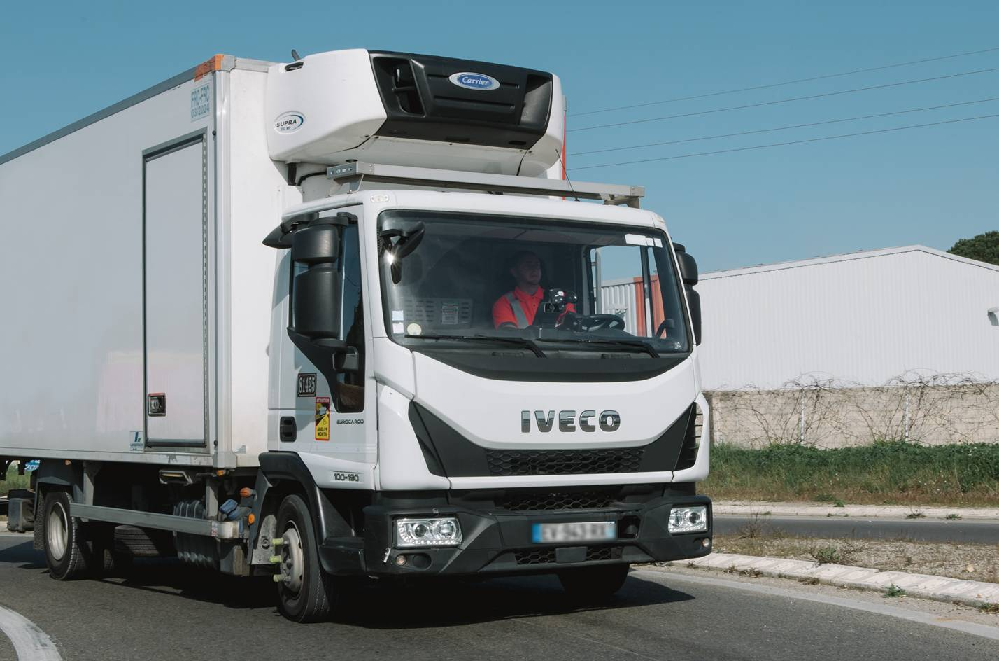 Carrier
SUPRA
FRC-FRC
03/2024
81425
ATTENTION
ANGLES
MORTS
EUROCARGO
IVECO
100-190